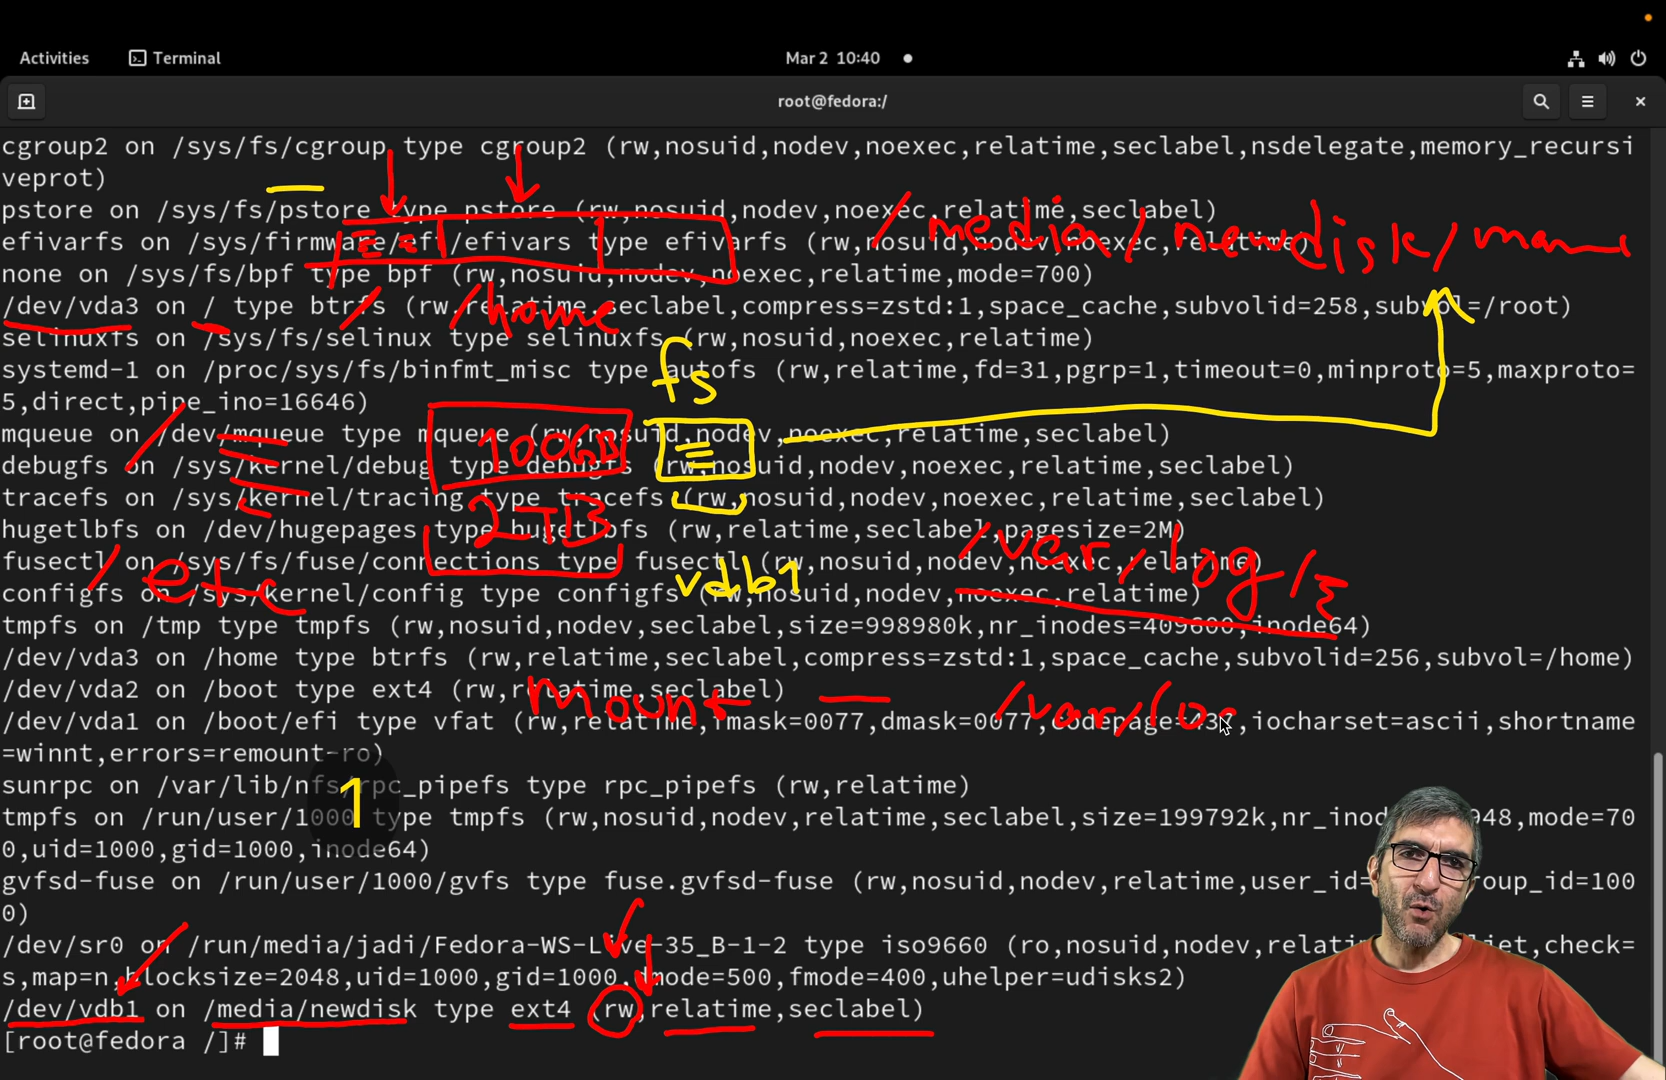 Activities Terminal Mar 2 10:40
root@fedora:/
cgroup2 on /sys/fs/cgroup type cgroup2 (rw,nosuid,nodev,noexec,relatime,seclabel,nsdelegate,memory_recursi
veprot)
pstore on /sys/fs/pstore type pstore (rw,nosuid,nodev,noexec,relatime,seclabel)
efivarfs on /sys/firmware/efi/efivars type efivarfs (rw,nosuid,nodev,noexec,relatime)
/media/newdisk/
none on /sys/fs/bpf type bpf (rw,nosuid,nodev,noexec,relatime,mode=700)
/dev/vda3 on / type btrfs (rw,relatime,seclabel,compress=zstd:1,space_cache,subvolid=258,subvol=/root)
/ /home
selinuxfs on /sys/fs/selinux type selinuxfs (rw,nosuid,noexec,relatime)
fs
systemd-1 on /proc/sys/fs/binfmt_misc type autofs (rw,relatime,fd=31,pgrp=1,timeout=0,minproto=5,maxproto=
5,direct,pipe_ino=16646)
mqueue on /dev/mqueue type mqueue (rw,nosuid,nodev,noexec,relatime,seclabel)
/ 100GB
debugfs on /sys/kernel/debug type debugfs (rw,nosuid,nodev,noexec,relatime,seclabel)
tracefs on /sys/kernel/tracing type tracefs (rw,nosuid,nodev,noexec,relatime,seclabel)
2TB
hugetlbfs on /dev/hugepages type hugetlbfs (rw,relatime,seclabel,pagesize=2M)
fusectl on /sys/fs/fuse/connections type fusectl (rw,nosuid,nodev,noexec,relatime)
/etc vdb1 /var/log/
configfs on /sys/kernel/config type configfs (rw,nosuid,nodev,noexec,relatime)
tmpfs on /tmp type tmpfs (rw,nosuid,nodev,seclabel,size=998980k,nr_inodes=409600,inode64)
/dev/vda3 on /home type btrfs (rw,relatime,seclabel,compress=zstd:1,space_cache,subvolid=256,subvol=/home)
/dev/vda2 on /boot type ext4 (rw,relatime,seclabel)
mount /var/log
/dev/vda1 on /boot/efi type vfat (rw,relatime,fmask=0077,dmask=0077,codepage=437,iocharset=ascii,shortname
=winnt,errors=remount-ro)
sunrpc on /var/lib/nfs/rpc_pipefs type rpc_pipefs (rw,relatime)
1
tmpfs on /run/user/1000 type tmpfs (rw,nosuid,nodev,relatime,seclabel,size=199792k, 948,mode=70
0,uid=1000,gid=1000,inode64)
gvfsd-fuse on /run/user/1000/gvfs type fuse.gvfsd-fuse (rw,nosuid,nodev,relatime,user_id= roup_id=100
0)
/dev/sr0 on /run/media/jadi/Fedora-WS-Live-35_B-1-2 type iso9660 (ro,nosuid,nodev, check=
s,map=n,blocksize=2048,uid=1000,gid=1000,dmode=500,fmode=400,uhelper=udisks2)
/dev/vdb1 on /media/newdisk type ext4 (rw,relatime,seclabel)
[root@fedora /]#